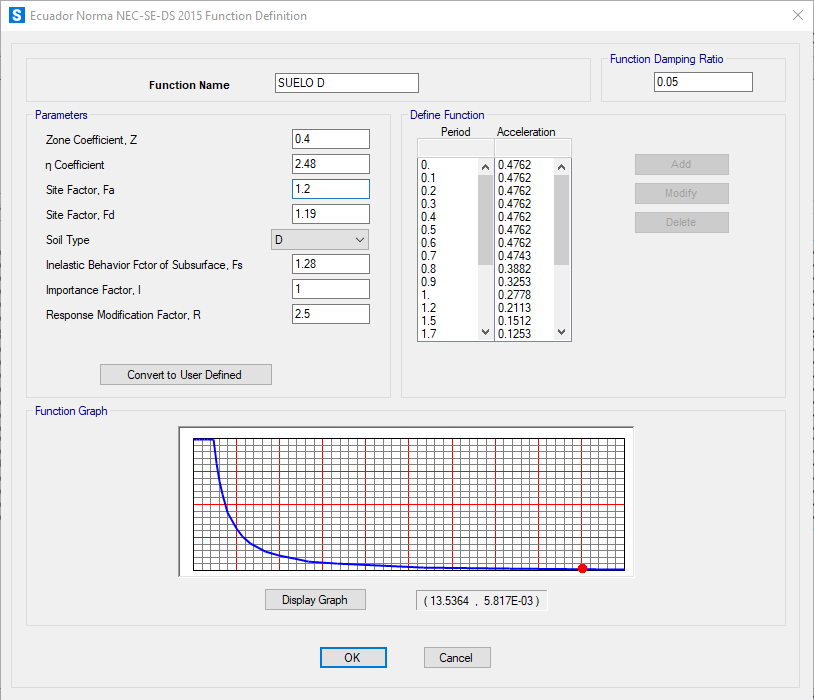 S Ecuador Norma NEC-SE-DS 2015 Function Definition
Function Name SUELO D
Function Damping Ratio
0.05
Parameters
Zone Coefficient, Z 0.4
η Coefficient 2.48
Site Factor, Fa 1.2
Site Factor, Fd 1.19
Soil Type D
Inelastic Behavior Fctor of Subsurface, Fs 1.28
Importance Factor, I 1
Response Modification Factor, R 2.5
Convert to User Defined
Define Function
Period Acceleration
0. 0.4762
0.1 0.4762
0.2 0.4762
0.3 0.4762
0.4 0.4762
0.5 0.4762
0.6 0.4762
0.7 0.4743
0.8 0.3882
0.9 0.3253
1. 0.2778
1.2 0.2113
1.5 0.1512
1.7 0.1253
Add
Modify
Delete
Function Graph
Display Graph
( 13.5364 , 5.817E-03 )
OK
Cancel